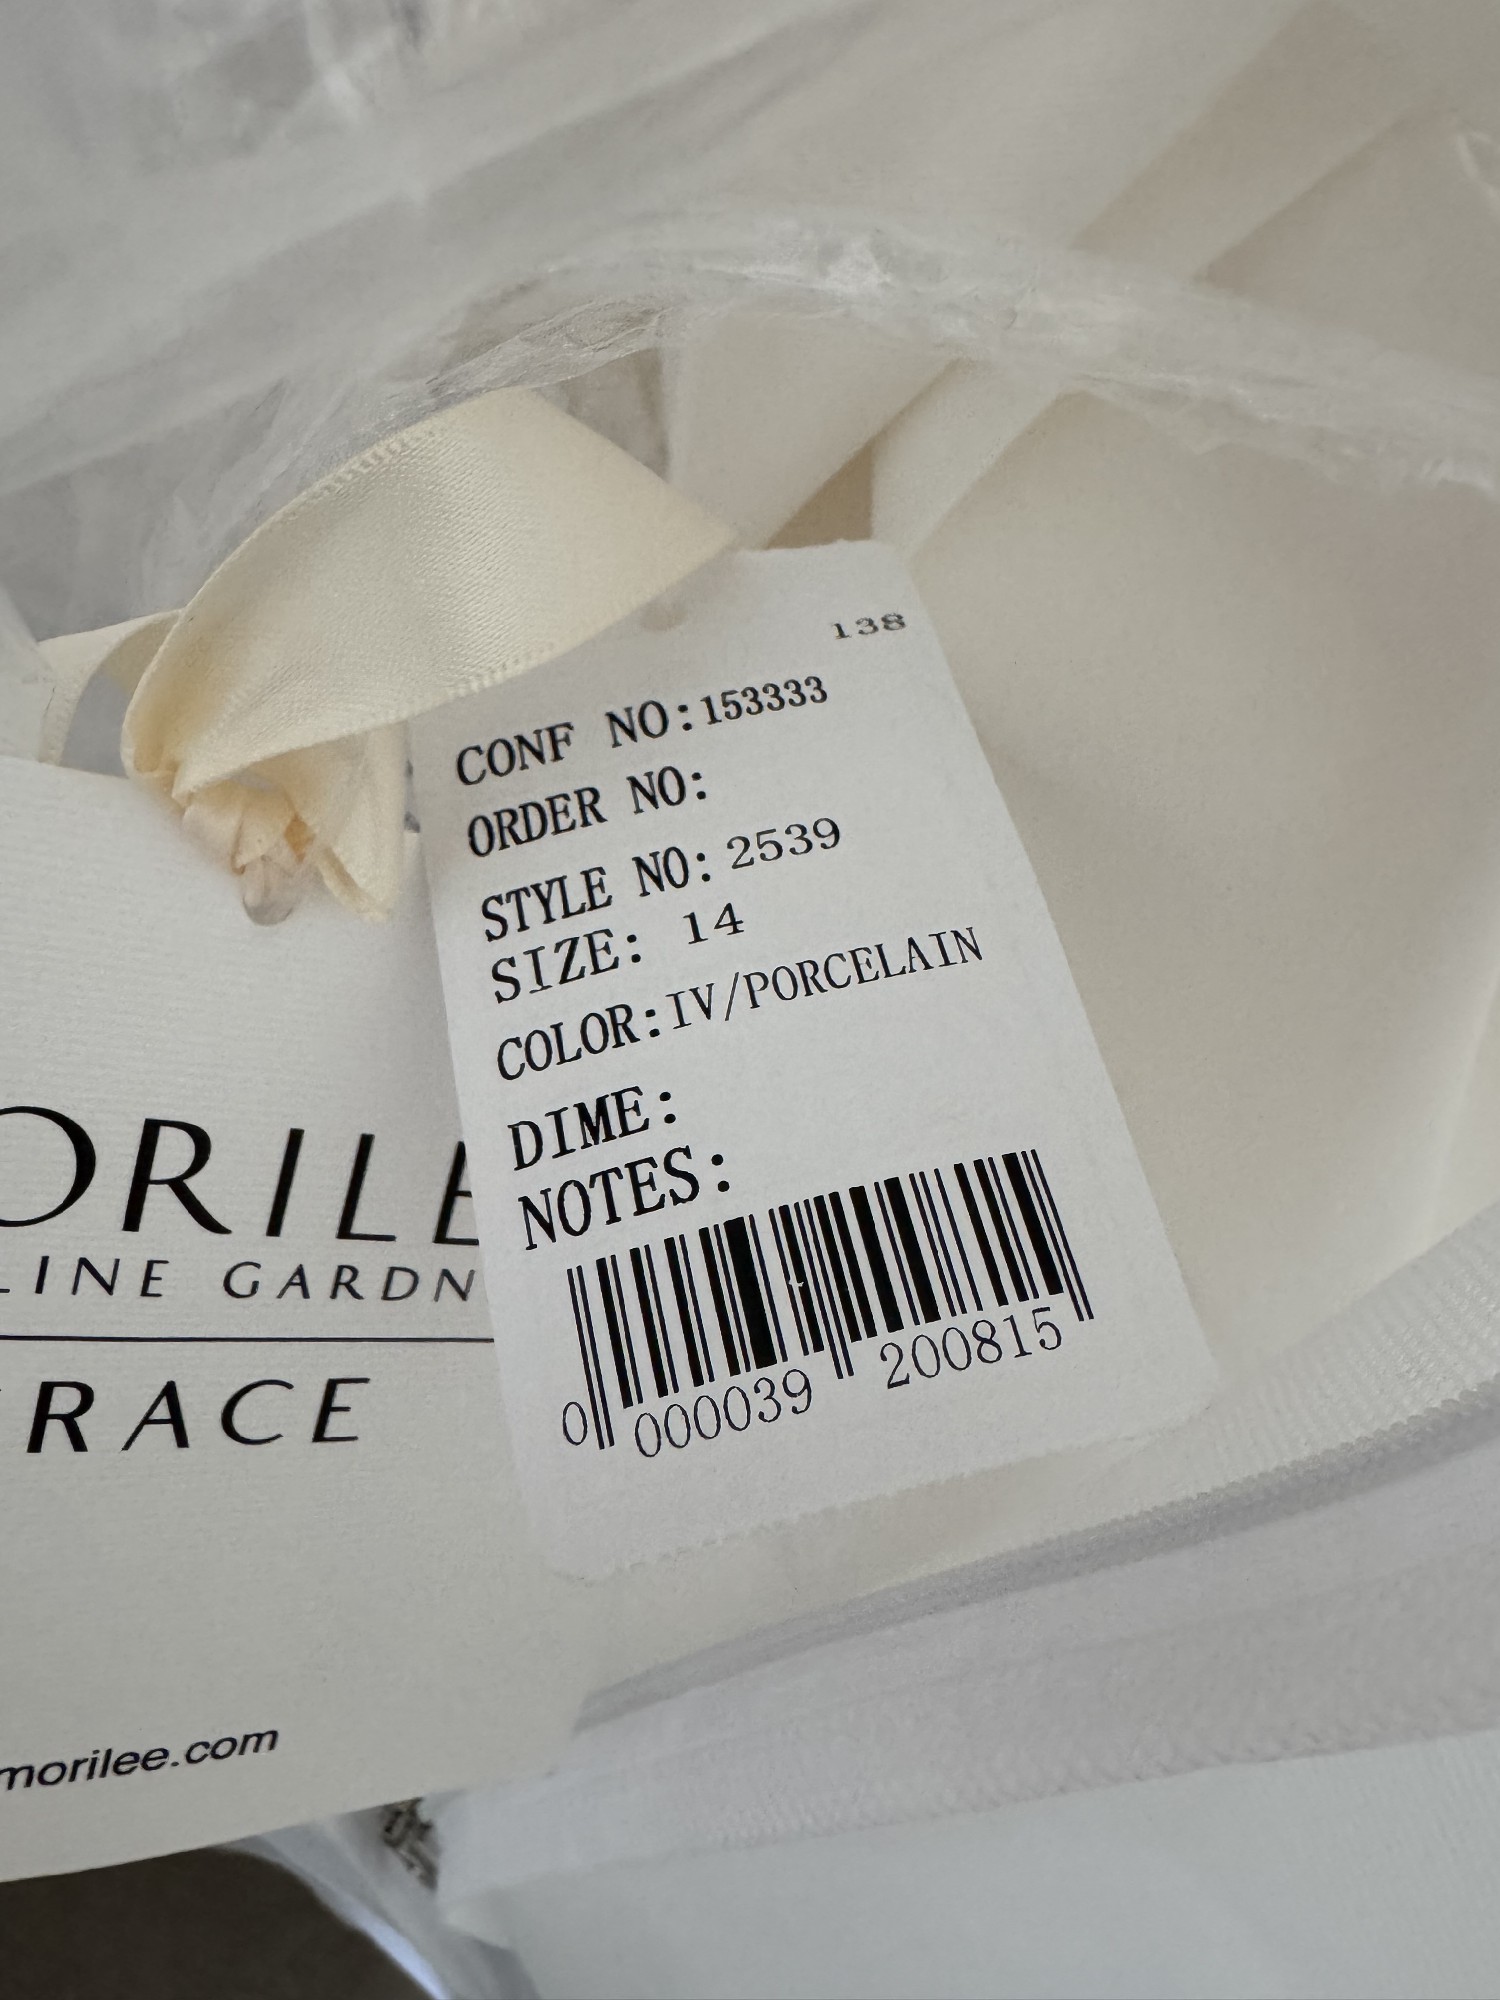 138
CONF NO:153333
ORDER NO:
STYLE NO: 2539
SIZE: 14
COLOR:IV/PORCELAIN
DIME:
NOTES:
0 000039 200815
ORILE
LINE GARDN
RACE
morilee.com